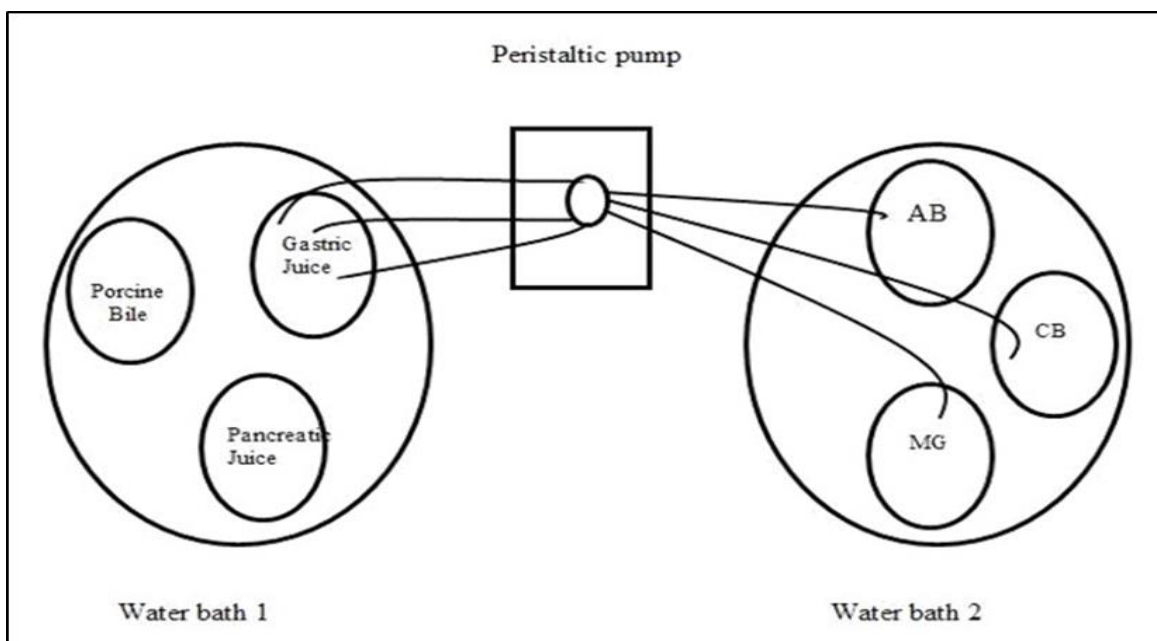 Peristaltic pump
AB
Gastric
Juice
Porcine
Bile
CB
Pancreatic
Juice
MG
Water bath 1
Water bath 2